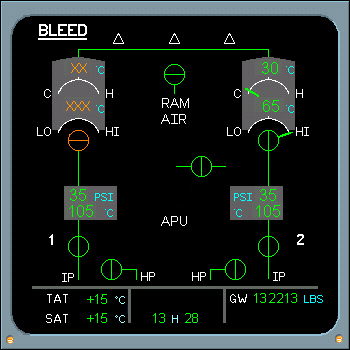 BLEED
XX °C 30 °C
C H C H
XXX °C 65 °C
LO HI LO HI
RAM
AIR
35 PSI PSI 35
105 °C °C 105
APU
1 2
IP HP HP IP
TAT +15 °C GW 132213 LBS
SAT +15 °C 13 H 28